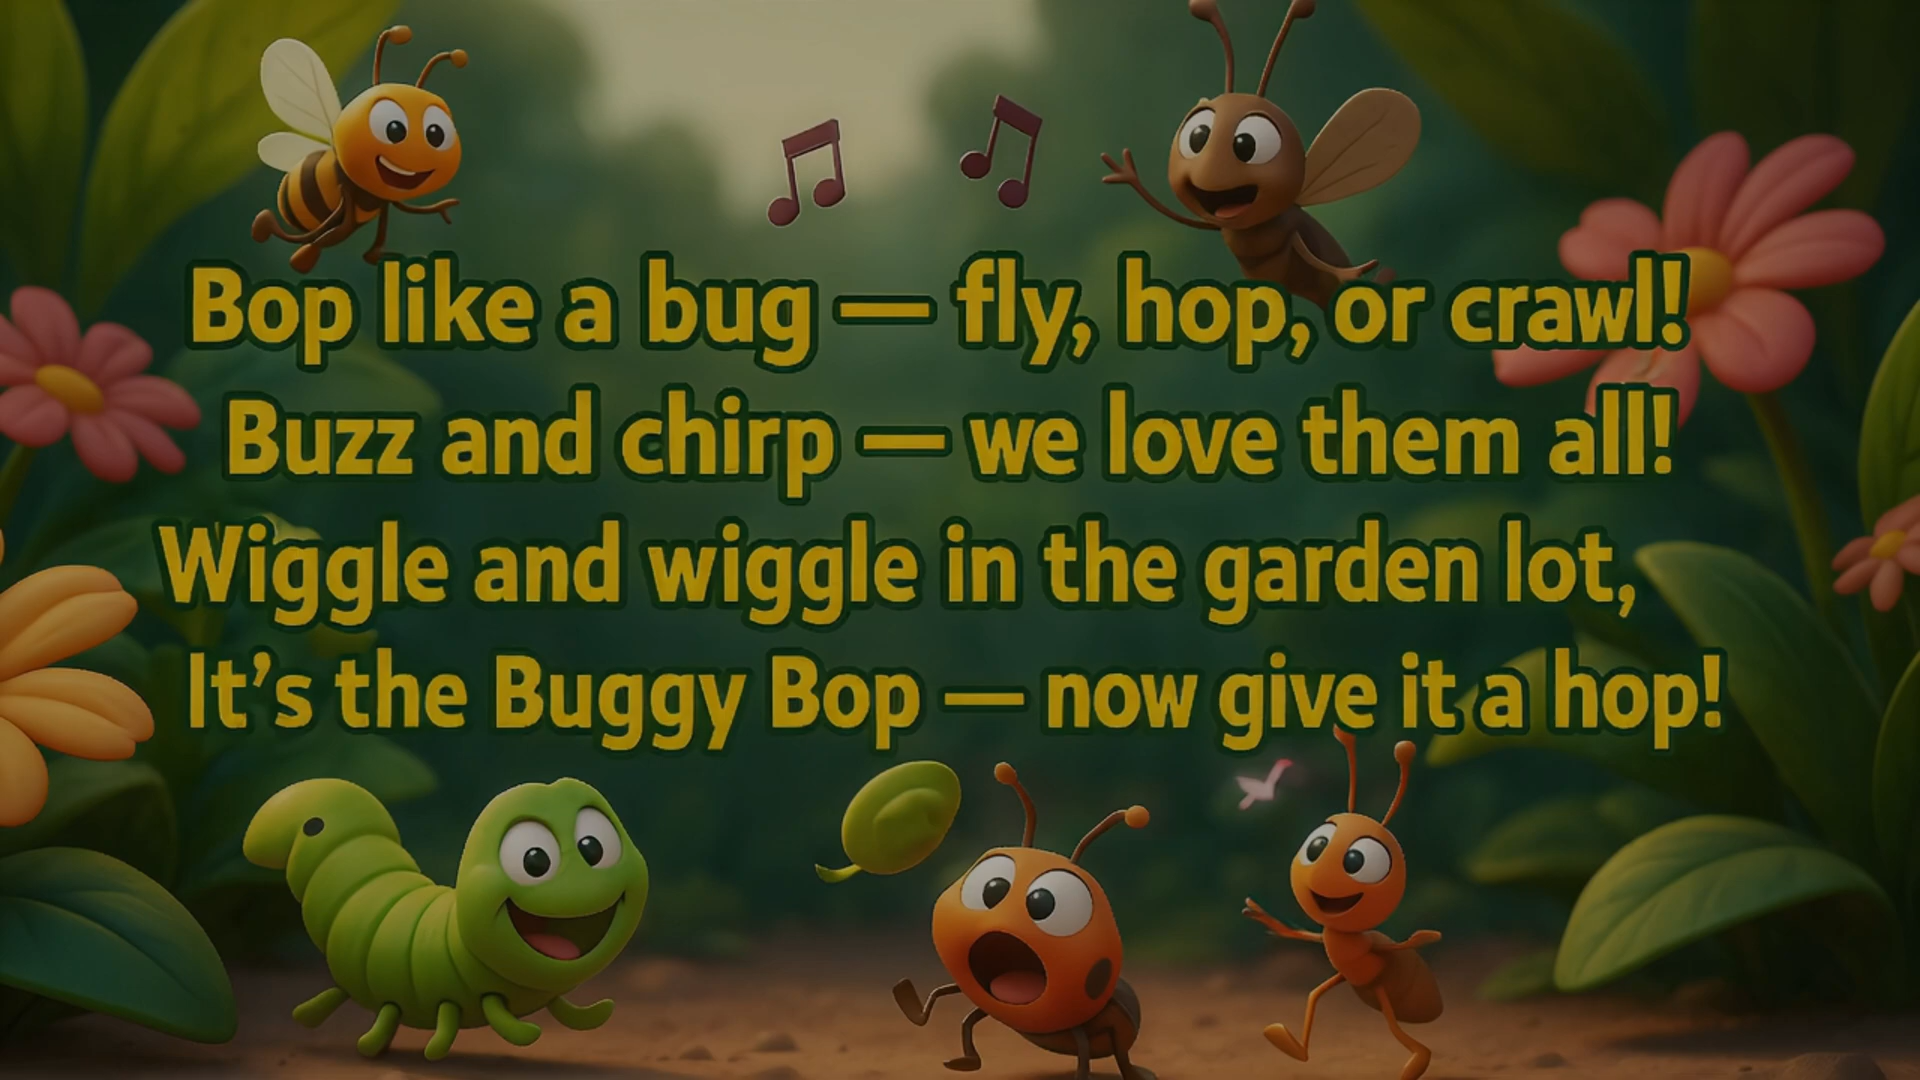 Bop like a bug — fly, hop, or crawl!
Buzz and chirp — we love them all!
Wiggle and wiggle in the garden lot,
It’s the Buggy Bop — now give it a hop!